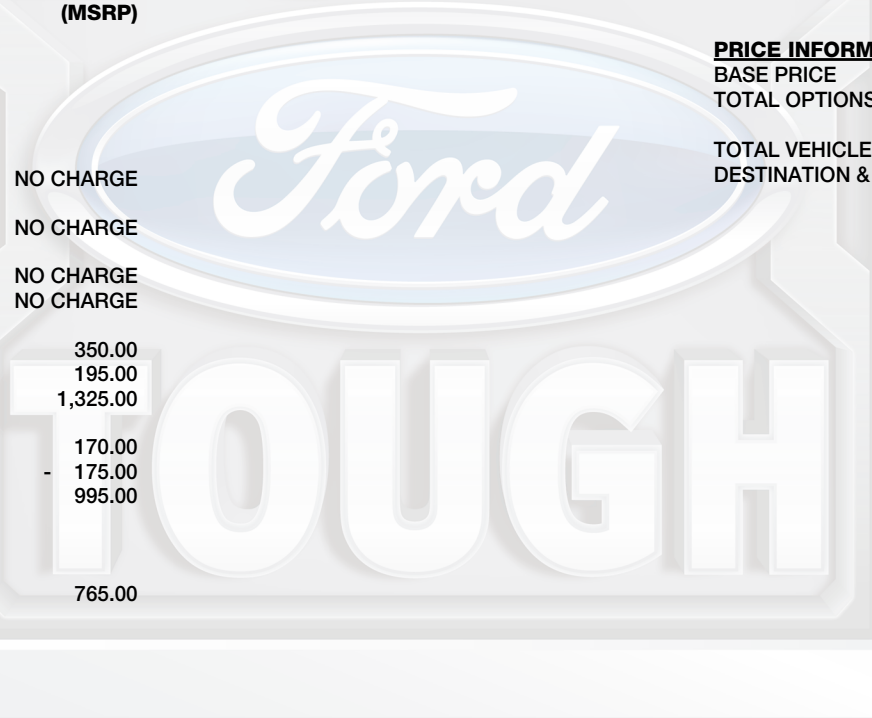 (MSRP)
NO CHARGE
NO CHARGE
NO CHARGE
NO CHARGE
350.00
195.00
1,325.00
170.00
- 175.00
995.00
765.00
PRICE INFORM
BASE PRICE
TOTAL OPTIONS
TOTAL VEHICLE
DESTINATION &
Ford
TOUGH